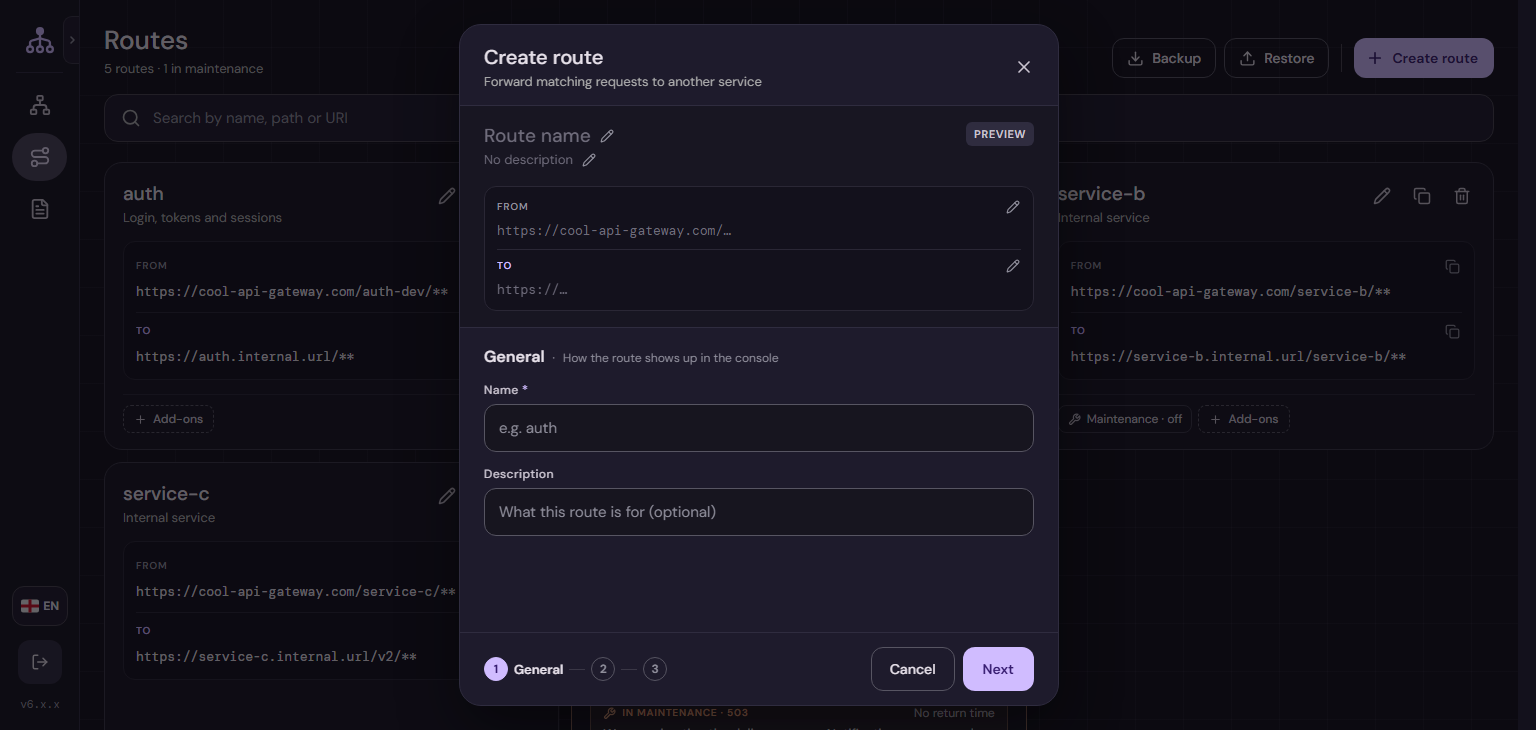 Routes
5 routes · 1 in maintenance
Backup
Restore
Create route
Search by name, path or URI
auth
Login, tokens and sessions
FROM
https://cool-api-gateway.com/auth-dev/**
TO
https://auth.internal.url/**
Add-ons
service-b
Internal service
FROM
https://cool-api-gateway.com/service-b/**
TO
https://service-b.internal.url/service-b/**
Maintenance · off
Add-ons
service-c
Internal service
FROM
https://cool-api-gateway.com/service-c/**
TO
https://service-c.internal.url/v2/**
IN MAINTENANCE · 503
No return time
EN
v6.x.x
Create route
Forward matching requests to another service
Route name
PREVIEW
No description
FROM
https://cool-api-gateway.com/…
TO
https://…
General · How the route shows up in the console
Name *
e.g. auth
Description
What this route is for (optional)
1 General 2 3
Cancel
Next